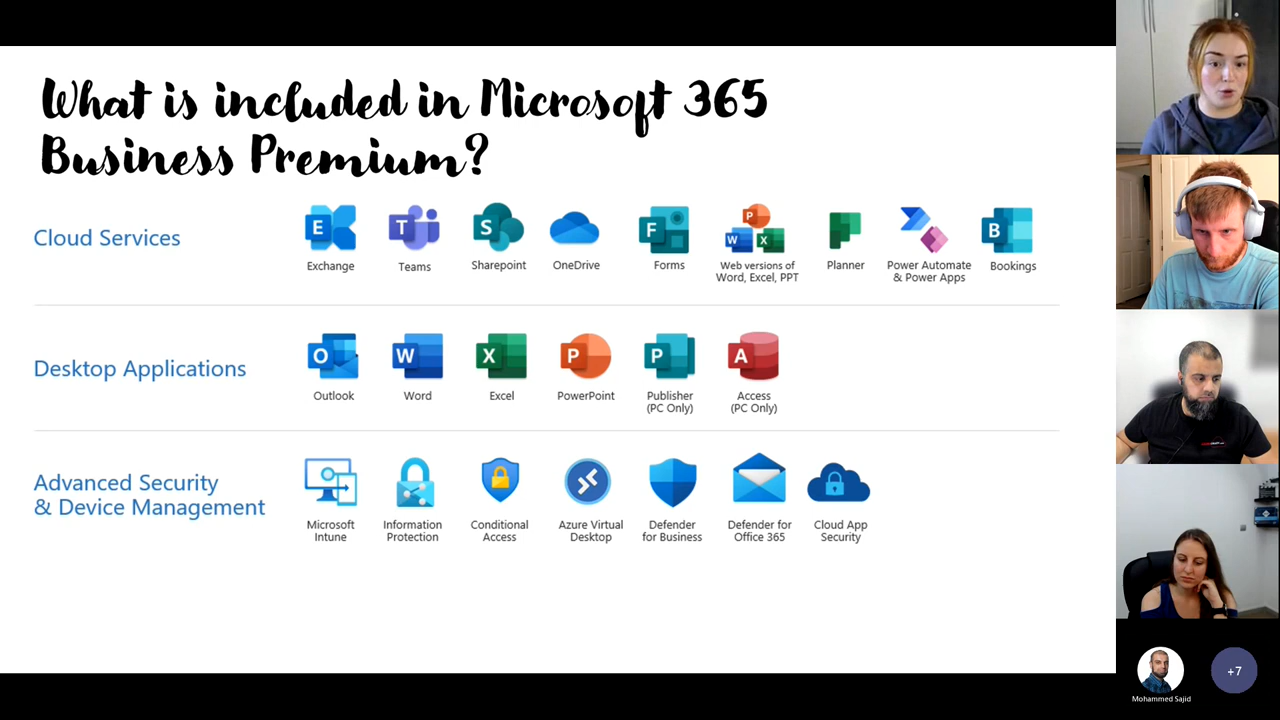 What is included in Microsoft 365
Business Premium?
Cloud Services
E
T
S
F
P
W
X
B
Exchange
Teams
Sharepoint
OneDrive
Forms
Web versions of
Word, Excel, PPT
Planner
Power Automate
& Power Apps
Bookings
Desktop Applications
O
W
X
P
P
A
Outlook
Word
Excel
PowerPoint
Publisher
(PC Only)
Access
(PC Only)
Advanced Security
& Device Management
Microsoft
Intune
Information
Protection
Conditional
Access
Azure Virtual
Desktop
Defender
for Business
Defender for
Office 365
Cloud App
Security
Mohammed Sajid
+7